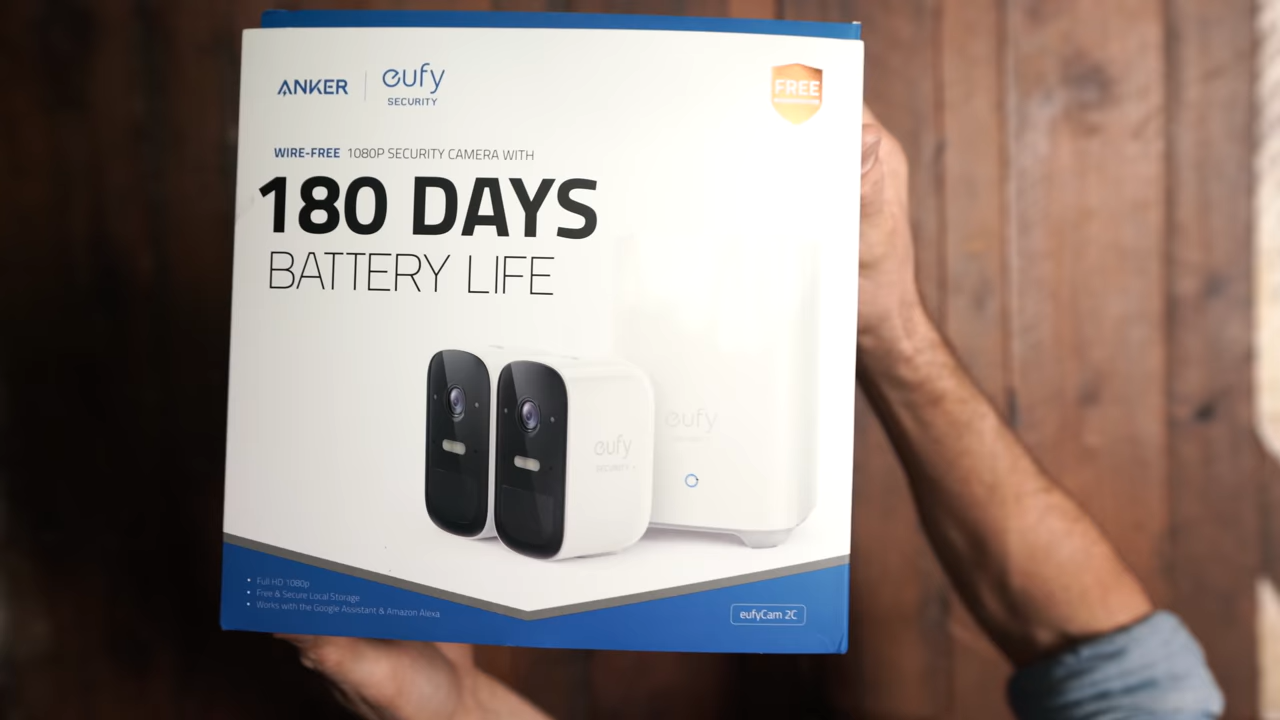 ANKER
eufy
SECURITY
FREE
WIRE-FREE 1080P SECURITY CAMERA WITH
180 DAYS
BATTERY LIFE
eufy
SECURITY
eufy
• Full HD 1080p
• Free & Secure Local Storage
• Works with the Google Assistant & Amazon Alexa
eufyCam 2C